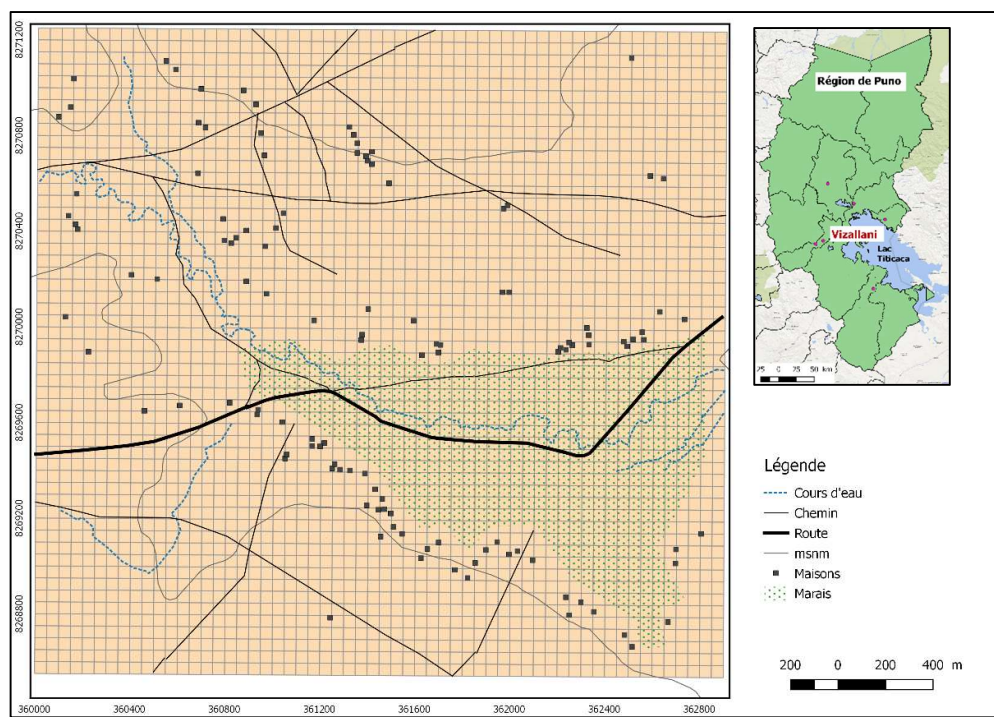 8271200
8270800
8270400
8270000
8269600
8269200
8268800
360000
360400
360800
361200
361600
362000
362400
362800
Région de Puno
Vizallani
Lac
Titicaca
25 0 25 50 km
Légende
Cours d'eau
Chemin
Route
msnm
Maisons
Marais
200 0 200 400 m